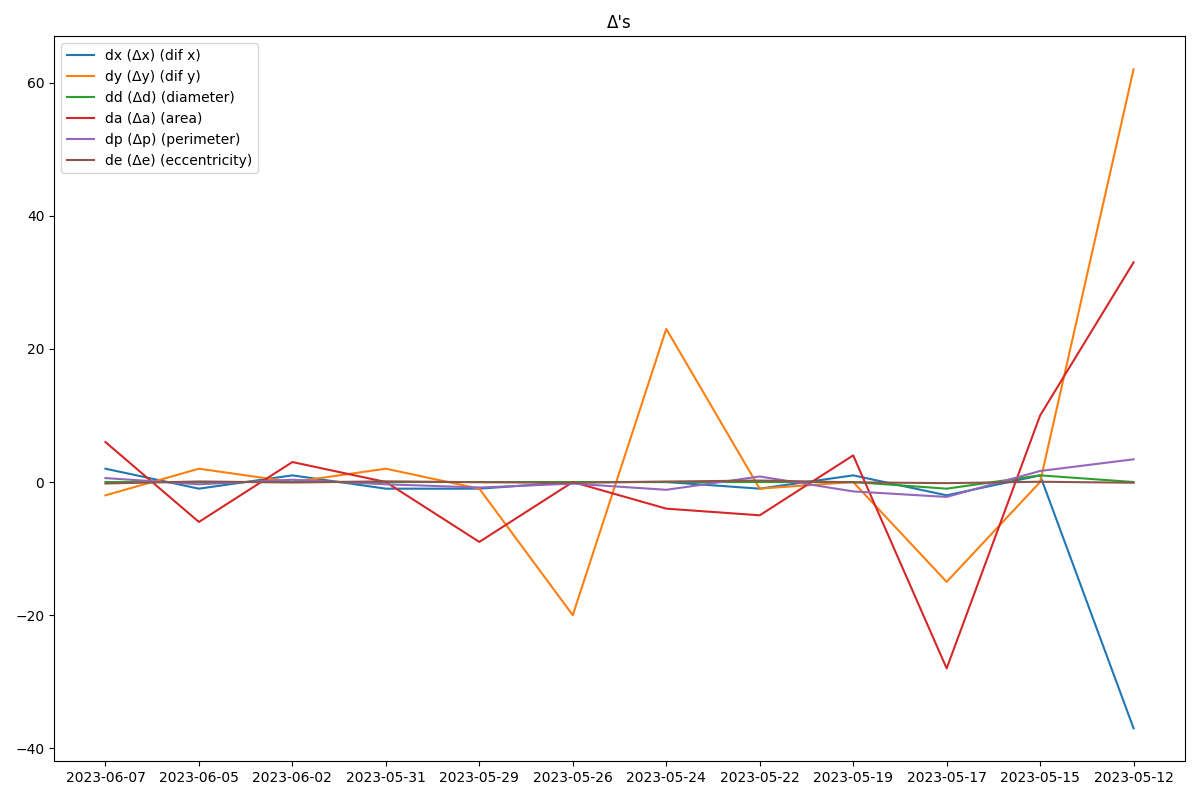 Δ's
dx (Δx) (dif x)
dy (Δy) (dif y)
dd (Δd) (diameter)
da (Δa) (area)
dp (Δp) (perimeter)
de (Δe) (eccentricity)
60
40
20
0
−20
−40
2023-06-07 2023-06-05 2023-06-02 2023-05-31 2023-05-29 2023-05-26 2023-05-24 2023-05-22 2023-05-19 2023-05-17 2023-05-15 2023-05-12